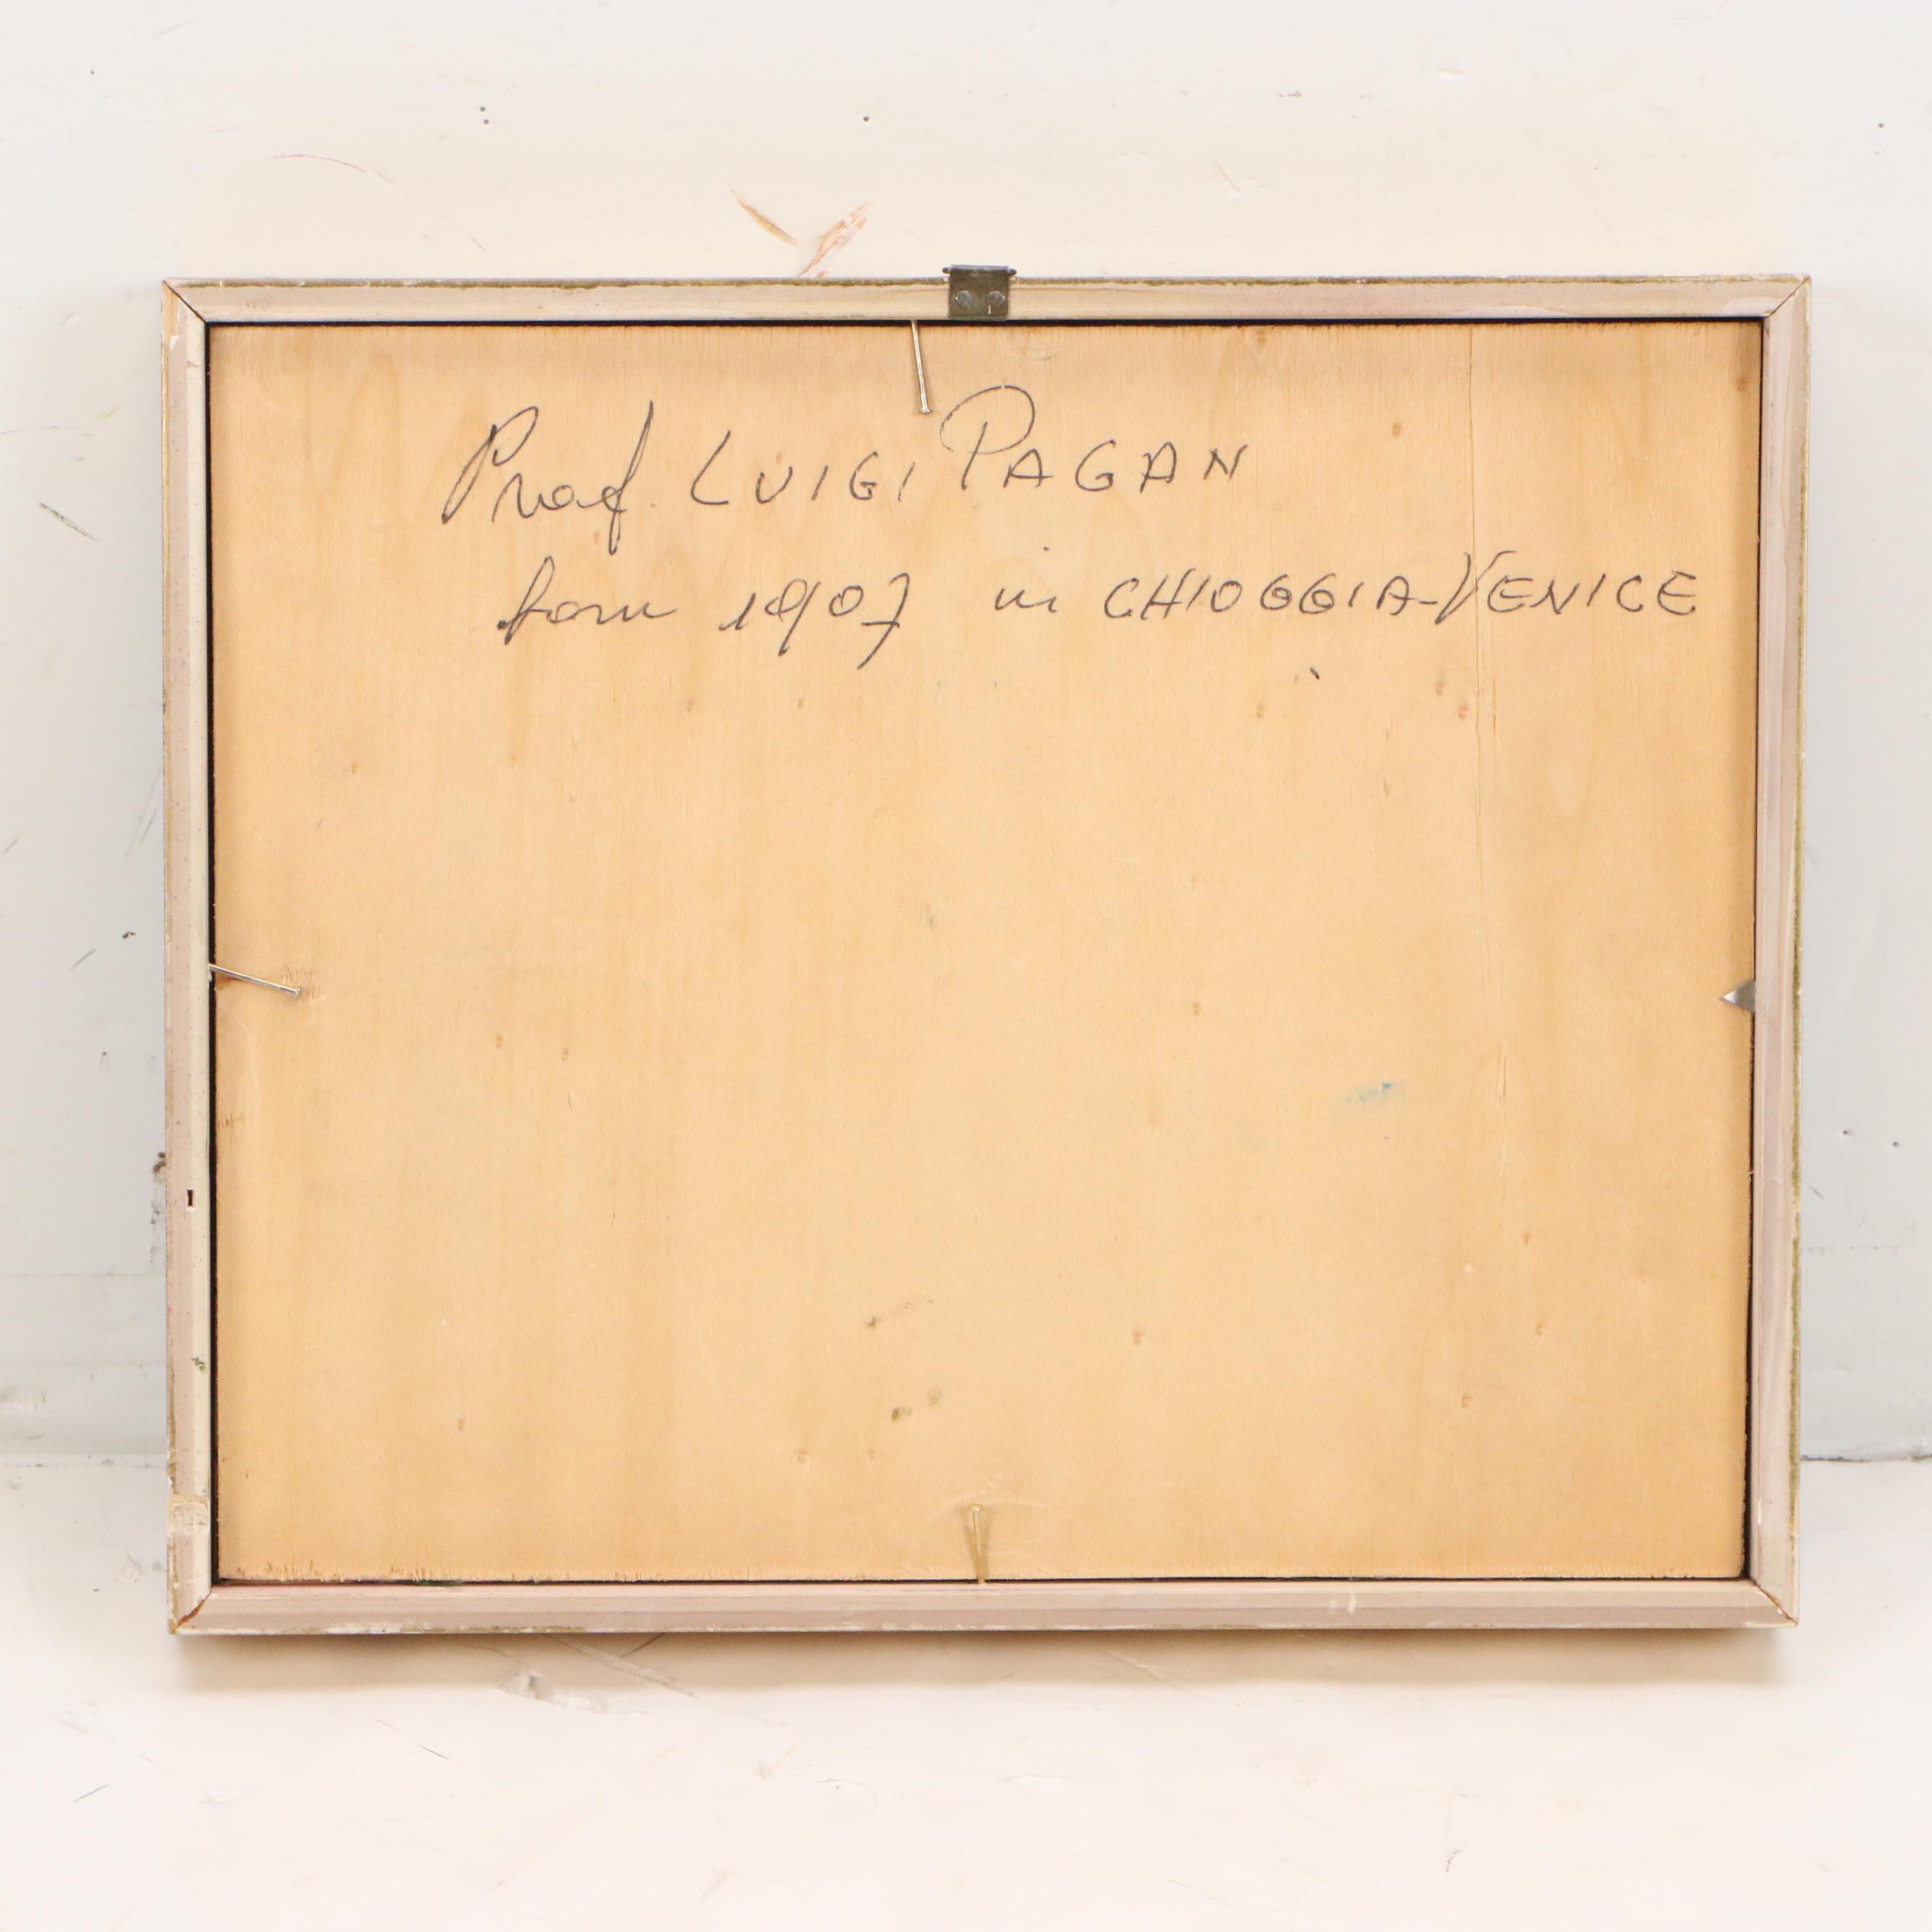 Prof. LUIGI PAGAN
born 1907 in CHIOGGIA-VENICE